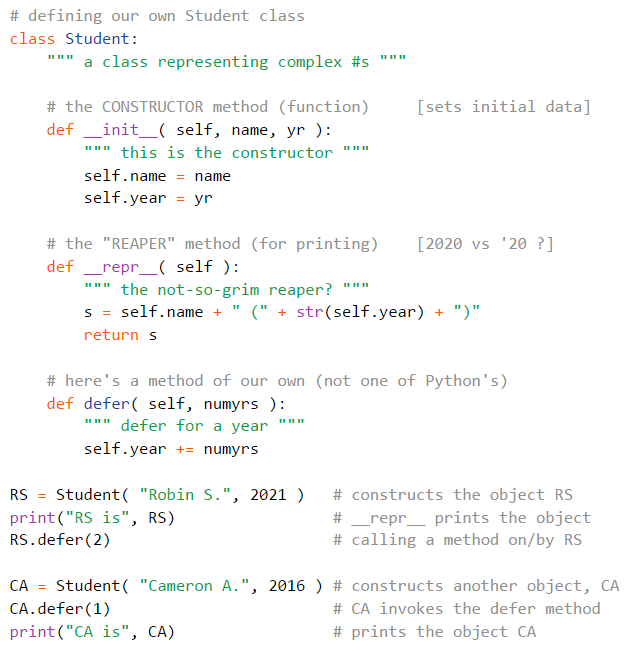 # defining our own Student class
class Student:
    """ a class representing complex #s """

    # the CONSTRUCTOR method (function)     [sets initial data]
    def __init__( self, name, yr ):
        """ this is the constructor """
        self.name = name
        self.year = yr

    # the "REAPER" method (for printing)    [2020 vs '20 ?]
    def __repr__( self ):
        """ the not-so-grim reaper? """
        s = self.name + " (" + str(self.year) + ")"
        return s

    # here's a method of our own (not one of Python's)
    def defer( self, numyrs ):
        """ defer for a year """
        self.year += numyrs

RS = Student( "Robin S.", 2021 )   # constructs the object RS
print("RS is", RS)                 # __repr__ prints the object
RS.defer(2)                        # calling a method on/by RS

CA = Student( "Cameron A.", 2016 ) # constructs another object, CA
CA.defer(1)                        # CA invokes the defer method
print("CA is", CA)                 # prints the object CA